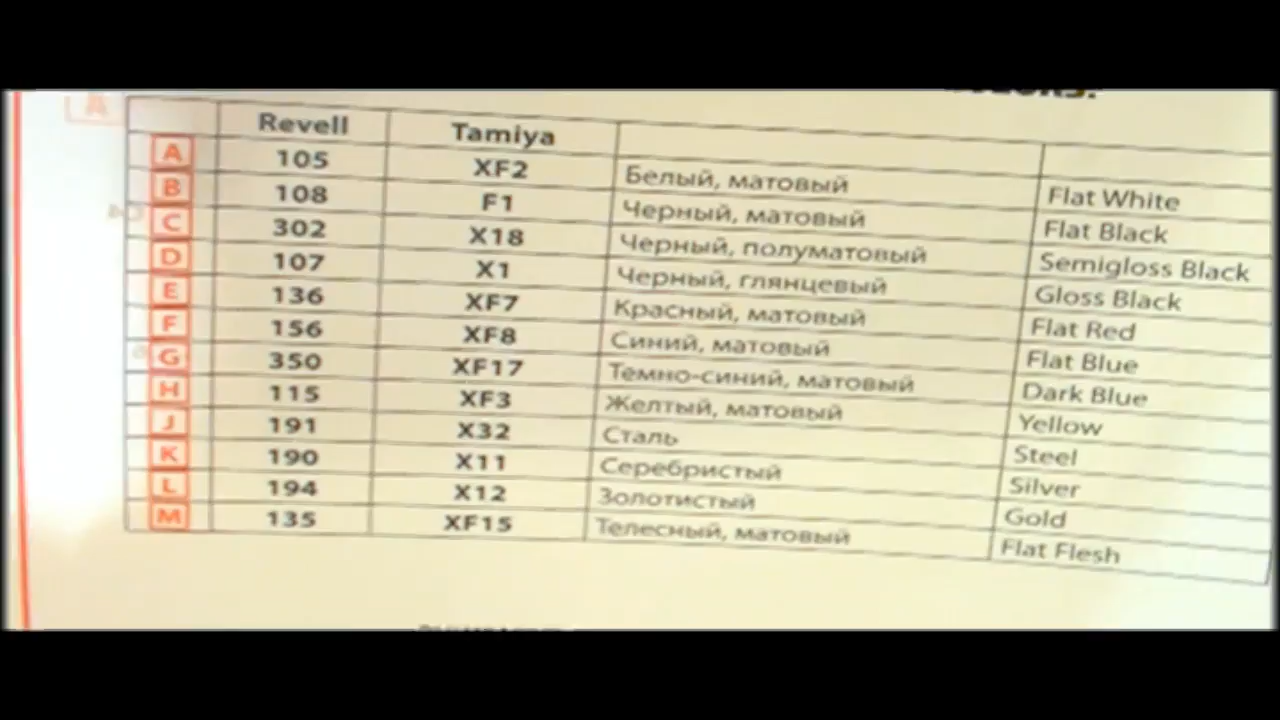 Revell Tamiya
A 105 XF2 Белый, матовый Flat White
B 108 F1 Черный, матовый Flat Black
C 302 X18 Черный, полуматовый Semigloss Black
D 107 X1 Черный, глянцевый Gloss Black
E 136 XF7 Красный, матовый Flat Red
F 156 XF8 Синий, матовый Flat Blue
G 350 XF17 Темно-синий, матовый Dark Blue
H 115 XF3 Желтый, матовый Yellow
J 191 X32 Сталь Steel
K 190 X11 Серебристый Silver
L 194 X12 Золотистый Gold
M 135 XF15 Телесный, матовый Flat Flesh